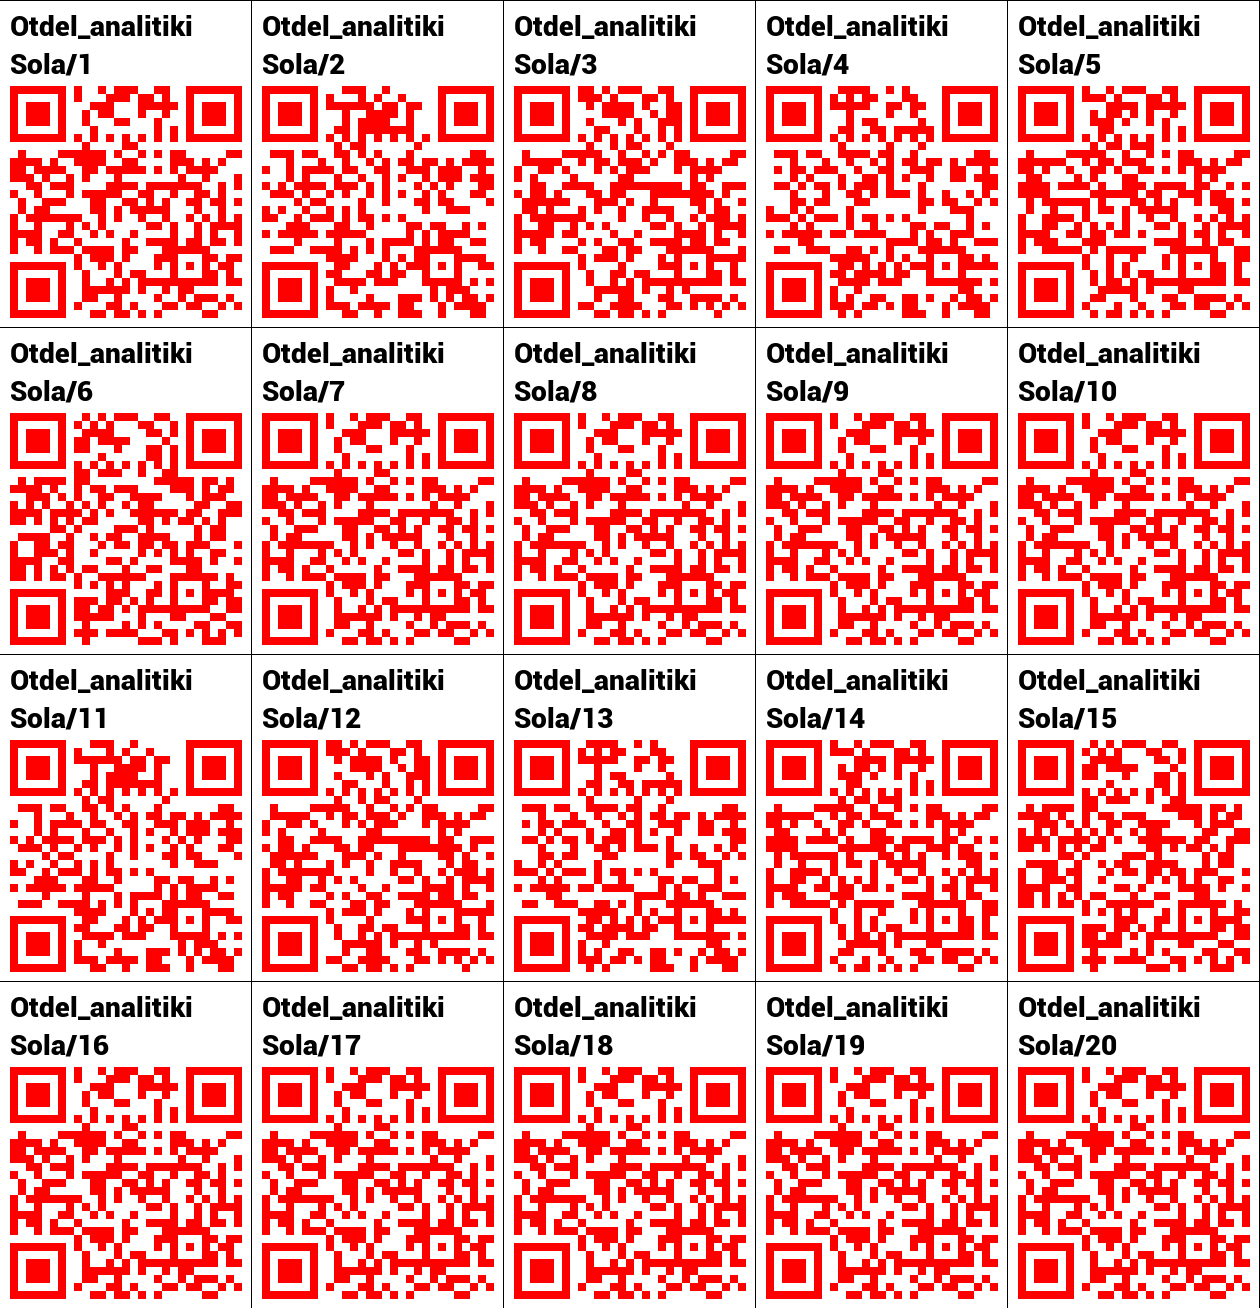 Otdel_analitiki
Sola/1
Otdel_analitiki
Sola/2
Otdel_analitiki
Sola/3
Otdel_analitiki
Sola/4
Otdel_analitiki
Sola/5
Otdel_analitiki
Sola/6
Otdel_analitiki
Sola/7
Otdel_analitiki
Sola/8
Otdel_analitiki
Sola/9
Otdel_analitiki
Sola/10
Otdel_analitiki
Sola/11
Otdel_analitiki
Sola/12
Otdel_analitiki
Sola/13
Otdel_analitiki
Sola/14
Otdel_analitiki
Sola/15
Otdel_analitiki
Sola/16
Otdel_analitiki
Sola/17
Otdel_analitiki
Sola/18
Otdel_analitiki
Sola/19
Otdel_analitiki
Sola/20